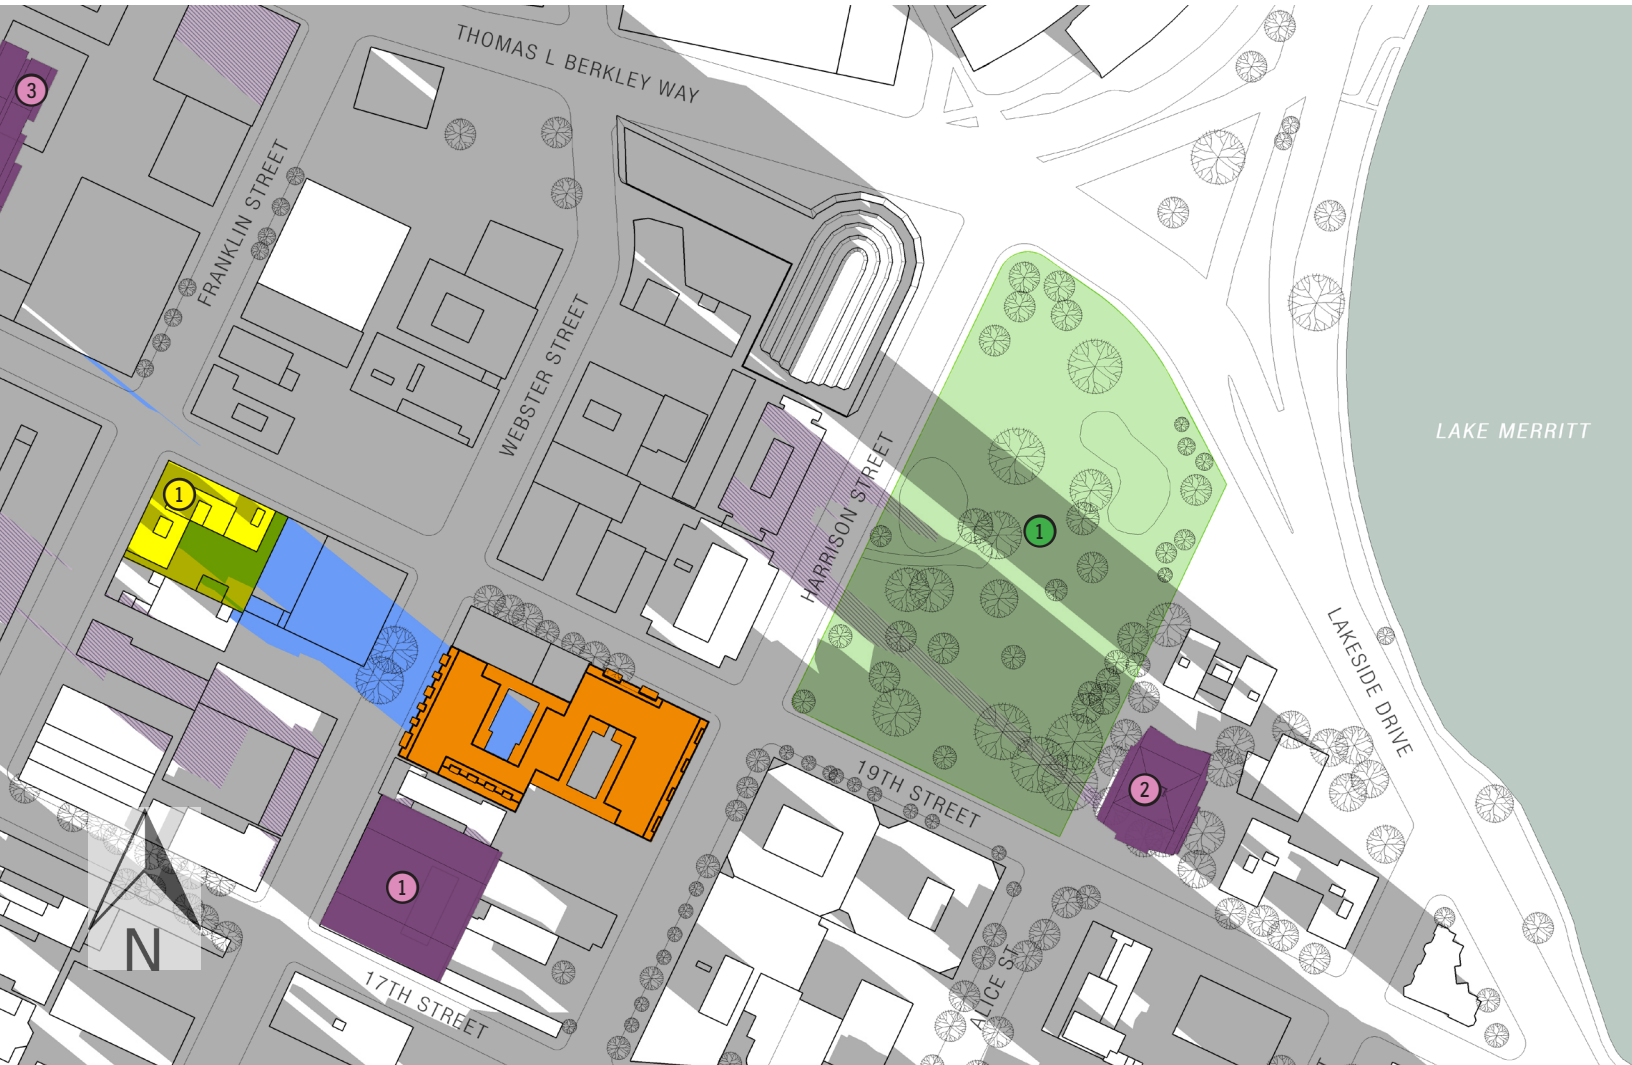 THOMAS L BERKLEY WAY
3
FRANKLIN STREET
WEBSTER STREET
LAKE MERRITT
1
HARRISON STREET
1
LAKESIDE DRIVE
19TH STREET
2
1
N
17TH STREET
ALICE ST